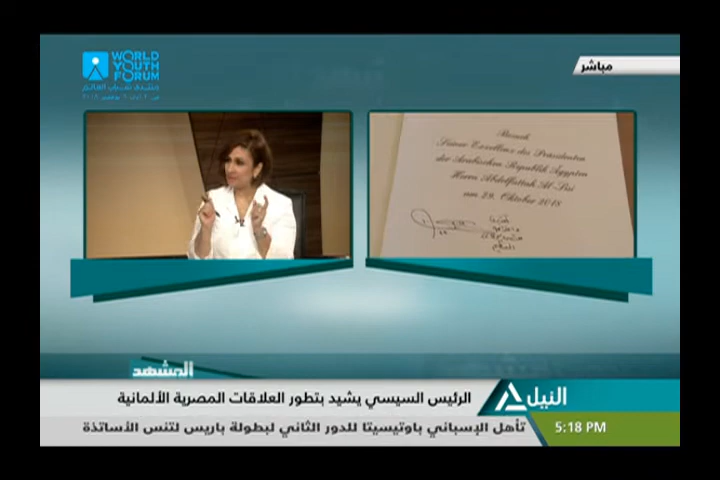 WORLD
YOUTH
FORUM
منتدى شباب العالم
مباشر
Besuch
Seiner Exzellenz des Präsidenten
der Arabischen Republik Ägypten
Herrn Abdelfattah Al-Sisi
am 29. Oktober 2018
المشهد
الرئيس السيسي يشيد بتطور العلاقات المصرية الألمانية
النيل
تأهل الإسباني باوتيسيتا للدور الثاني لبطولة باريس لتنس الأساتذة
5:18 PM